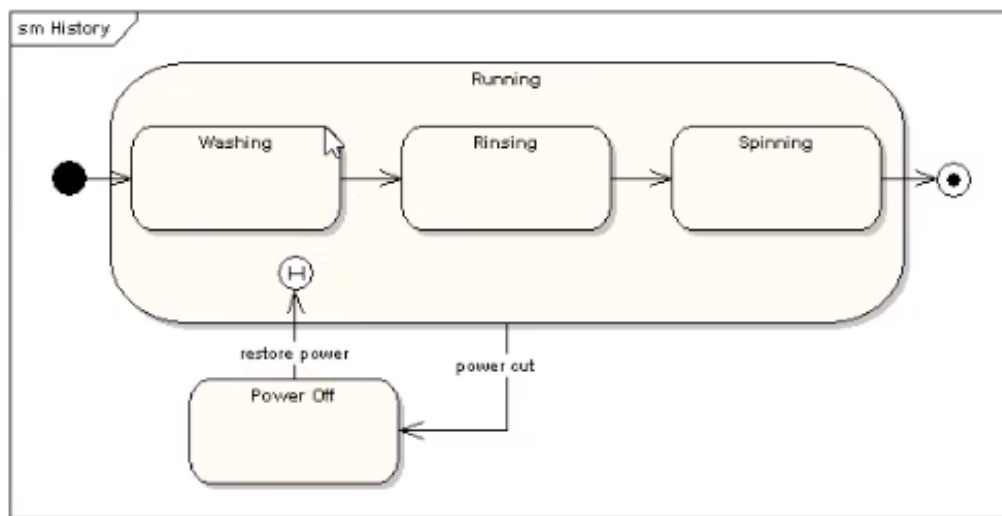 sm History
Running
Washing
Rinsing
Spinning
H
restore power
power cut
Power Off